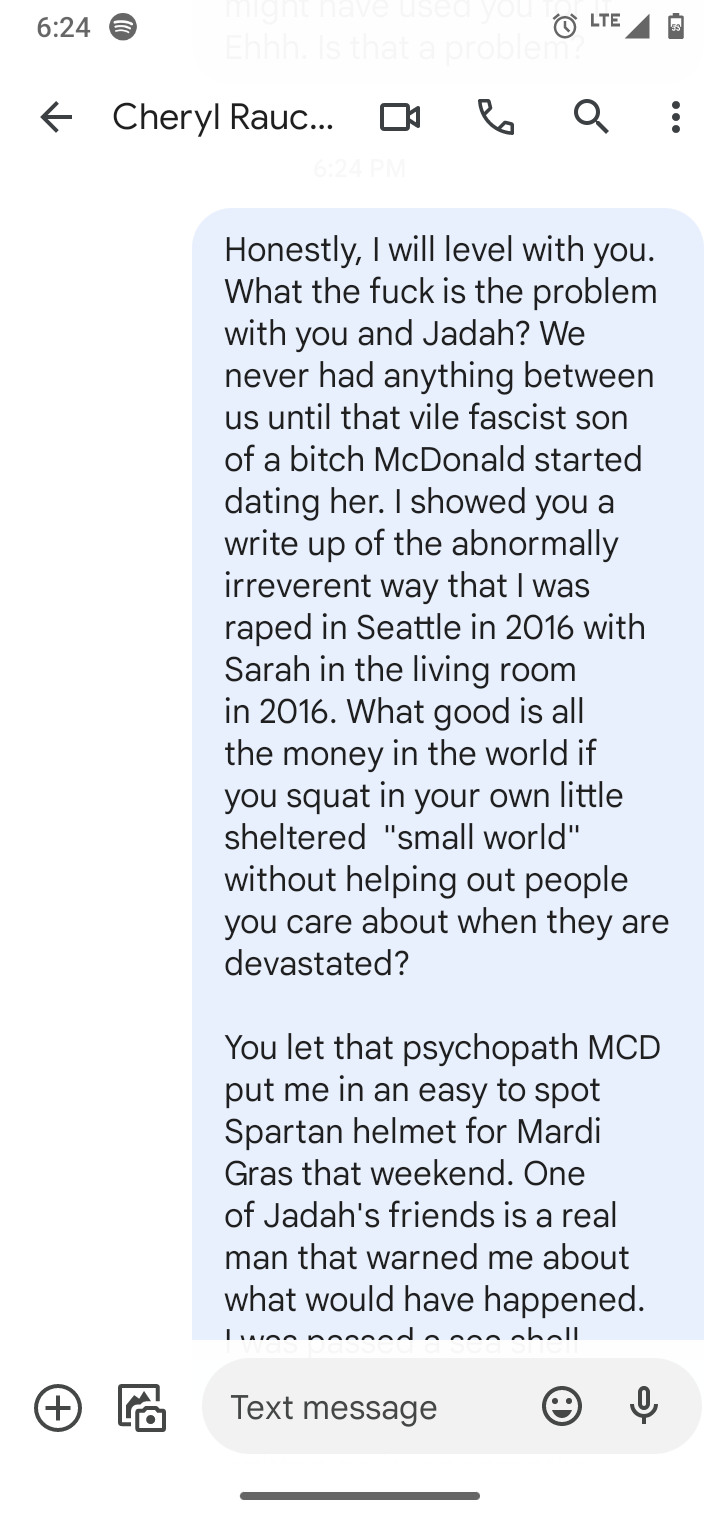 might have used you for it
Ehhh. Is that a problem?
6:24
LTE
59
Cheryl Rauc...
6:24 PM
Honestly, I will level with you.
What the fuck is the problem
with you and Jadah? We
never had anything between
us until that vile fascist son
of a bitch McDonald started
dating her. I showed you a
write up of the abnormally
irreverent way that I was
raped in Seattle in 2016 with
Sarah in the living room
in 2016. What good is all
the money in the world if
you squat in your own little
sheltered  "small world"
without helping out people
you care about when they are
devastated?
You let that psychopath MCD
put me in an easy to spot
Spartan helmet for Mardi
Gras that weekend. One
of Jadah's friends is a real
man that warned me about
what would have happened.
I was passed a sea shell
Text message